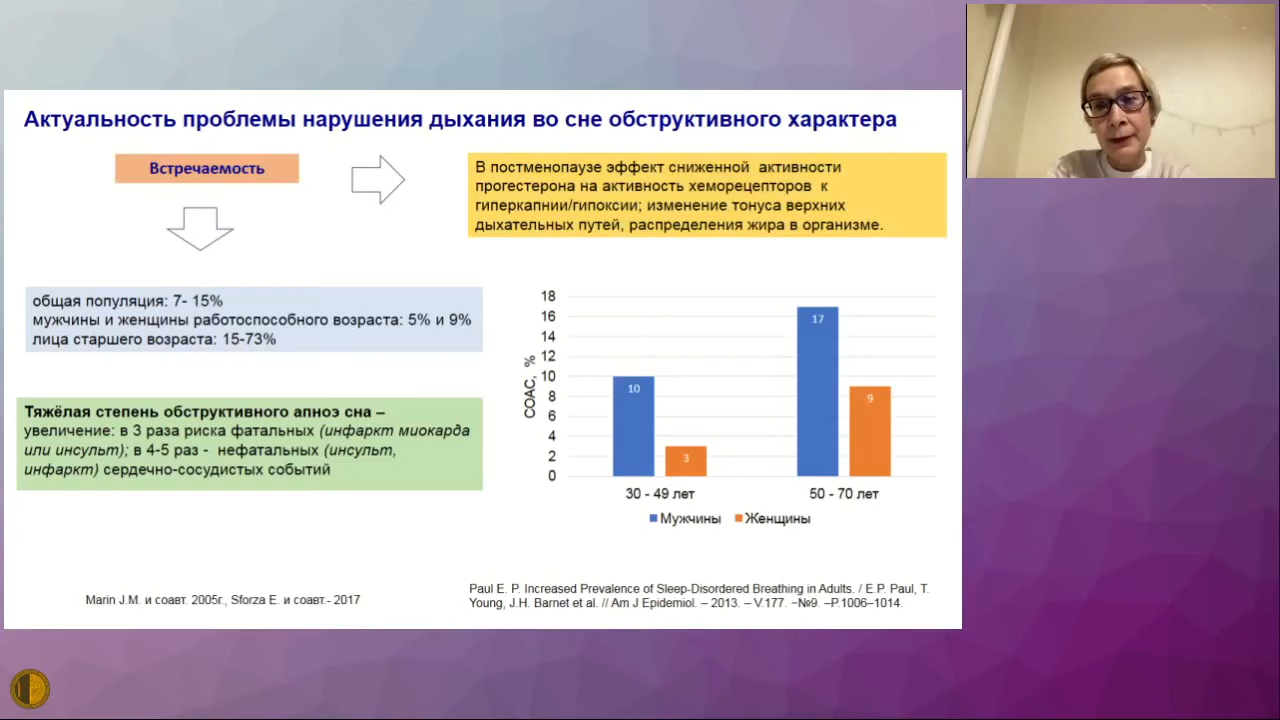 Актуальность проблемы нарушения дыхания во сне обструктивного характера
Встречаемость
В постменопаузе эффект сниженной активности
прогестерона на активность хеморецепторов к
гиперкапнии/гипоксии; изменение тонуса верхних
дыхательных путей, распределения жира в организме.
общая популяция: 7- 15%
мужчины и женщины работоспособного возраста: 5% и 9%
лица старшего возраста: 15-73%
Тяжёлая степень обструктивного апноэ сна –
увеличение: в 3 раза риска фатальных (инфаркт миокарда
или инсульт); в 4-5 раз - нефатальных (инсульт,
инфаркт) сердечно-сосудистых событий
СОАС, %
18
16
14
12
10
8
6
4
2
0
10
3
17
9
30 - 49 лет
50 - 70 лет
Мужчины
Женщины
Marin J.M. и соавт. 2005г., Sforza E. и соавт.- 2017
Paul E. P. Increased Prevalence of Sleep-Disordered Breathing in Adults. / E.P. Paul, T.
Young, J.H. Barnet et al. // Am J Epidemiol. – 2013. – V.177. –№9. –P.1006–1014.